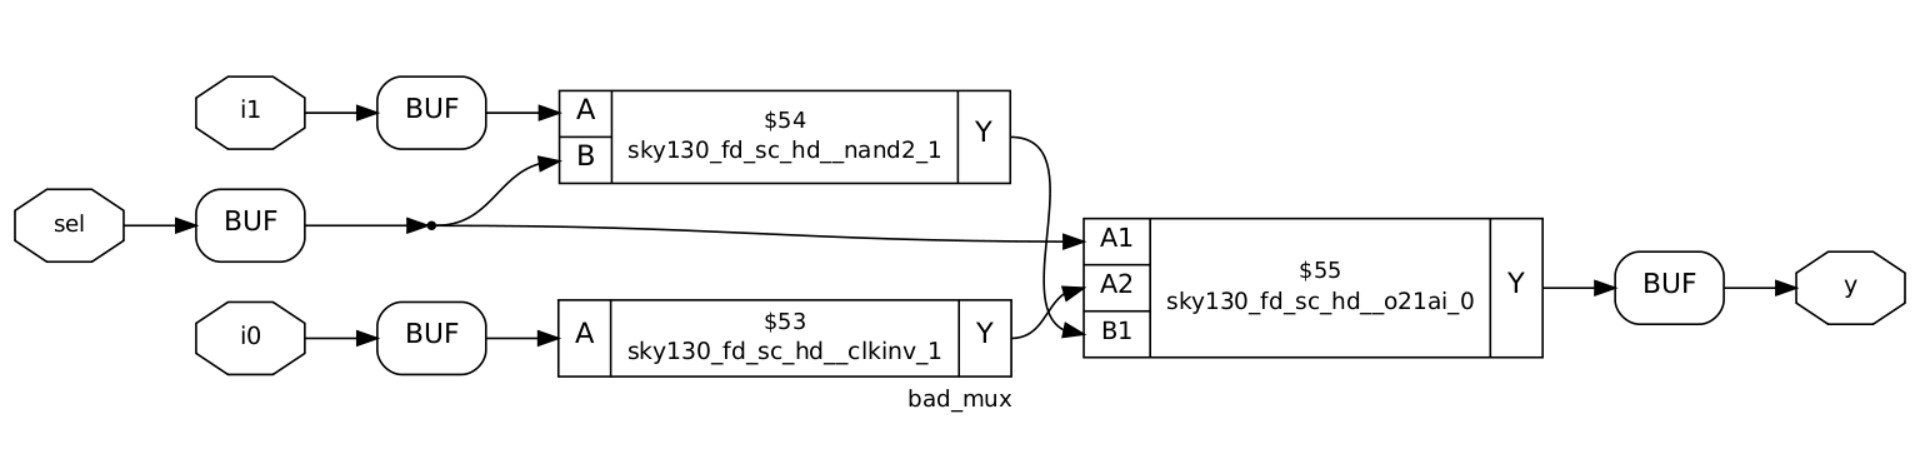 i1
BUF
A
B
$54
sky130_fd_sc_hd__nand2_1
Y
sel
BUF
i0
BUF
A
$53
sky130_fd_sc_hd__clkinv_1
Y
A1
A2
B1
$55
sky130_fd_sc_hd__o21ai_0
Y
BUF
y
bad_mux